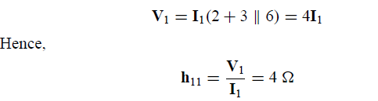 V₁ = I₁(2 + 3 ∥ 6) = 4I₁
Hence,
h₁₁ = V₁/I₁ = 4 Ω